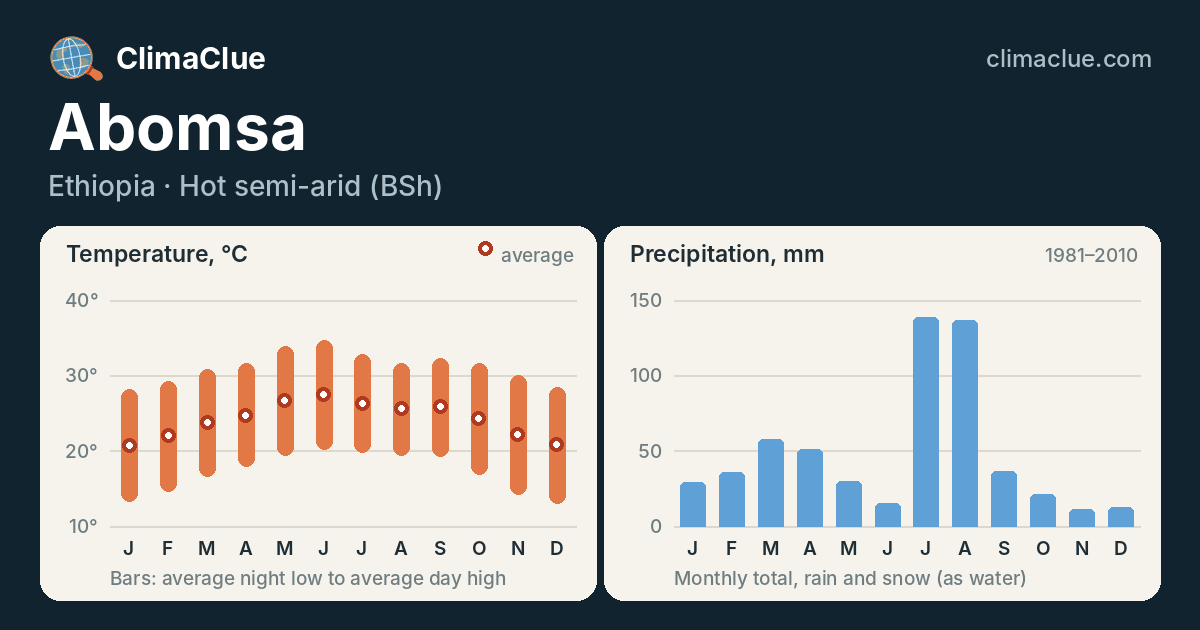 ClimaClue
climaclue.com
Abomsa
Ethiopia · Hot semi-arid (BSh)
Temperature, °C
average
40°
30°
20°
10°
J F M A M J J A S O N D
Bars: average night low to average day high
Precipitation, mm
1981–2010
150
100
50
0
J F M A M J J A S O N D
Monthly total, rain and snow (as water)